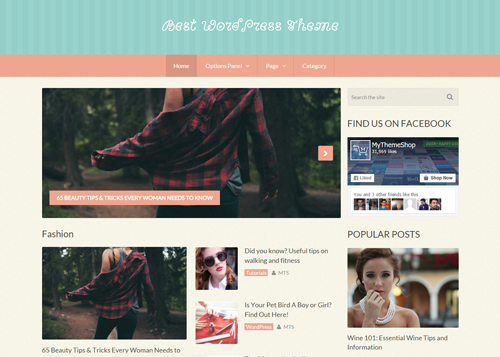 Best WordPress Theme
Home
Options Panel
Page
Category
Search the site
65 BEAUTY TIPS & TRICKS EVERY WOMAN NEEDS TO KNOW
FIND US ON FACEBOOK
MyThemeShop
31,969 likes
Liked
Shop Now
You and 3 other friends like this
Fashion
65 Beauty Tips & Tricks Every Woman Needs to
Did you know? Useful tips on
walking and fitness
Tutorials
MTS
Is Your Pet Bird A Boy or Girl?
Find Out Here!
WordPress
MTS
POPULAR POSTS
Wine 101: Essential Wine Tips and
Information